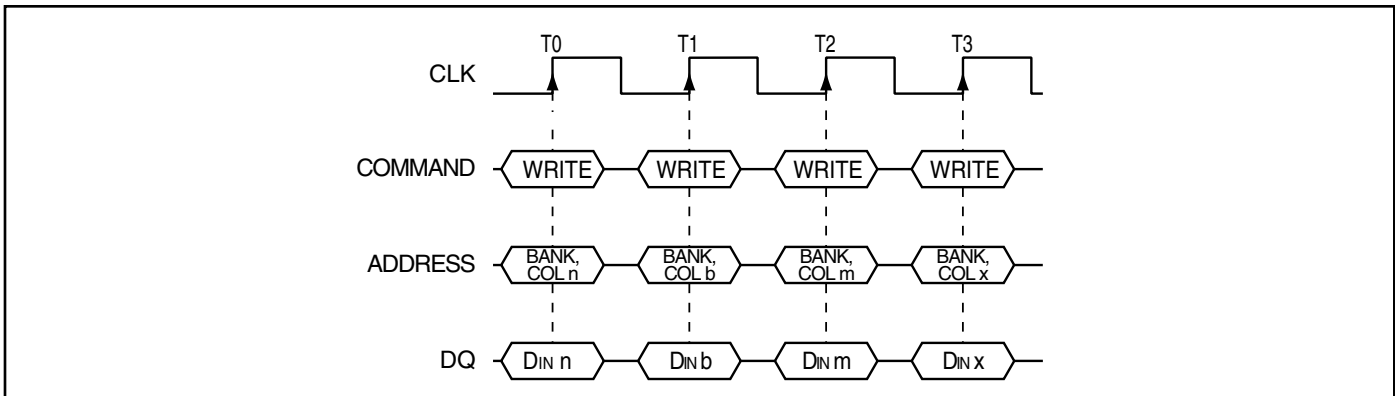 T0 T1 T2 T3
CLK
COMMAND WRITE WRITE WRITE WRITE
ADDRESS BANK, COL n BANK, COL b BANK, COL m BANK, COL x
DQ DIN n DIN b DIN m DIN x